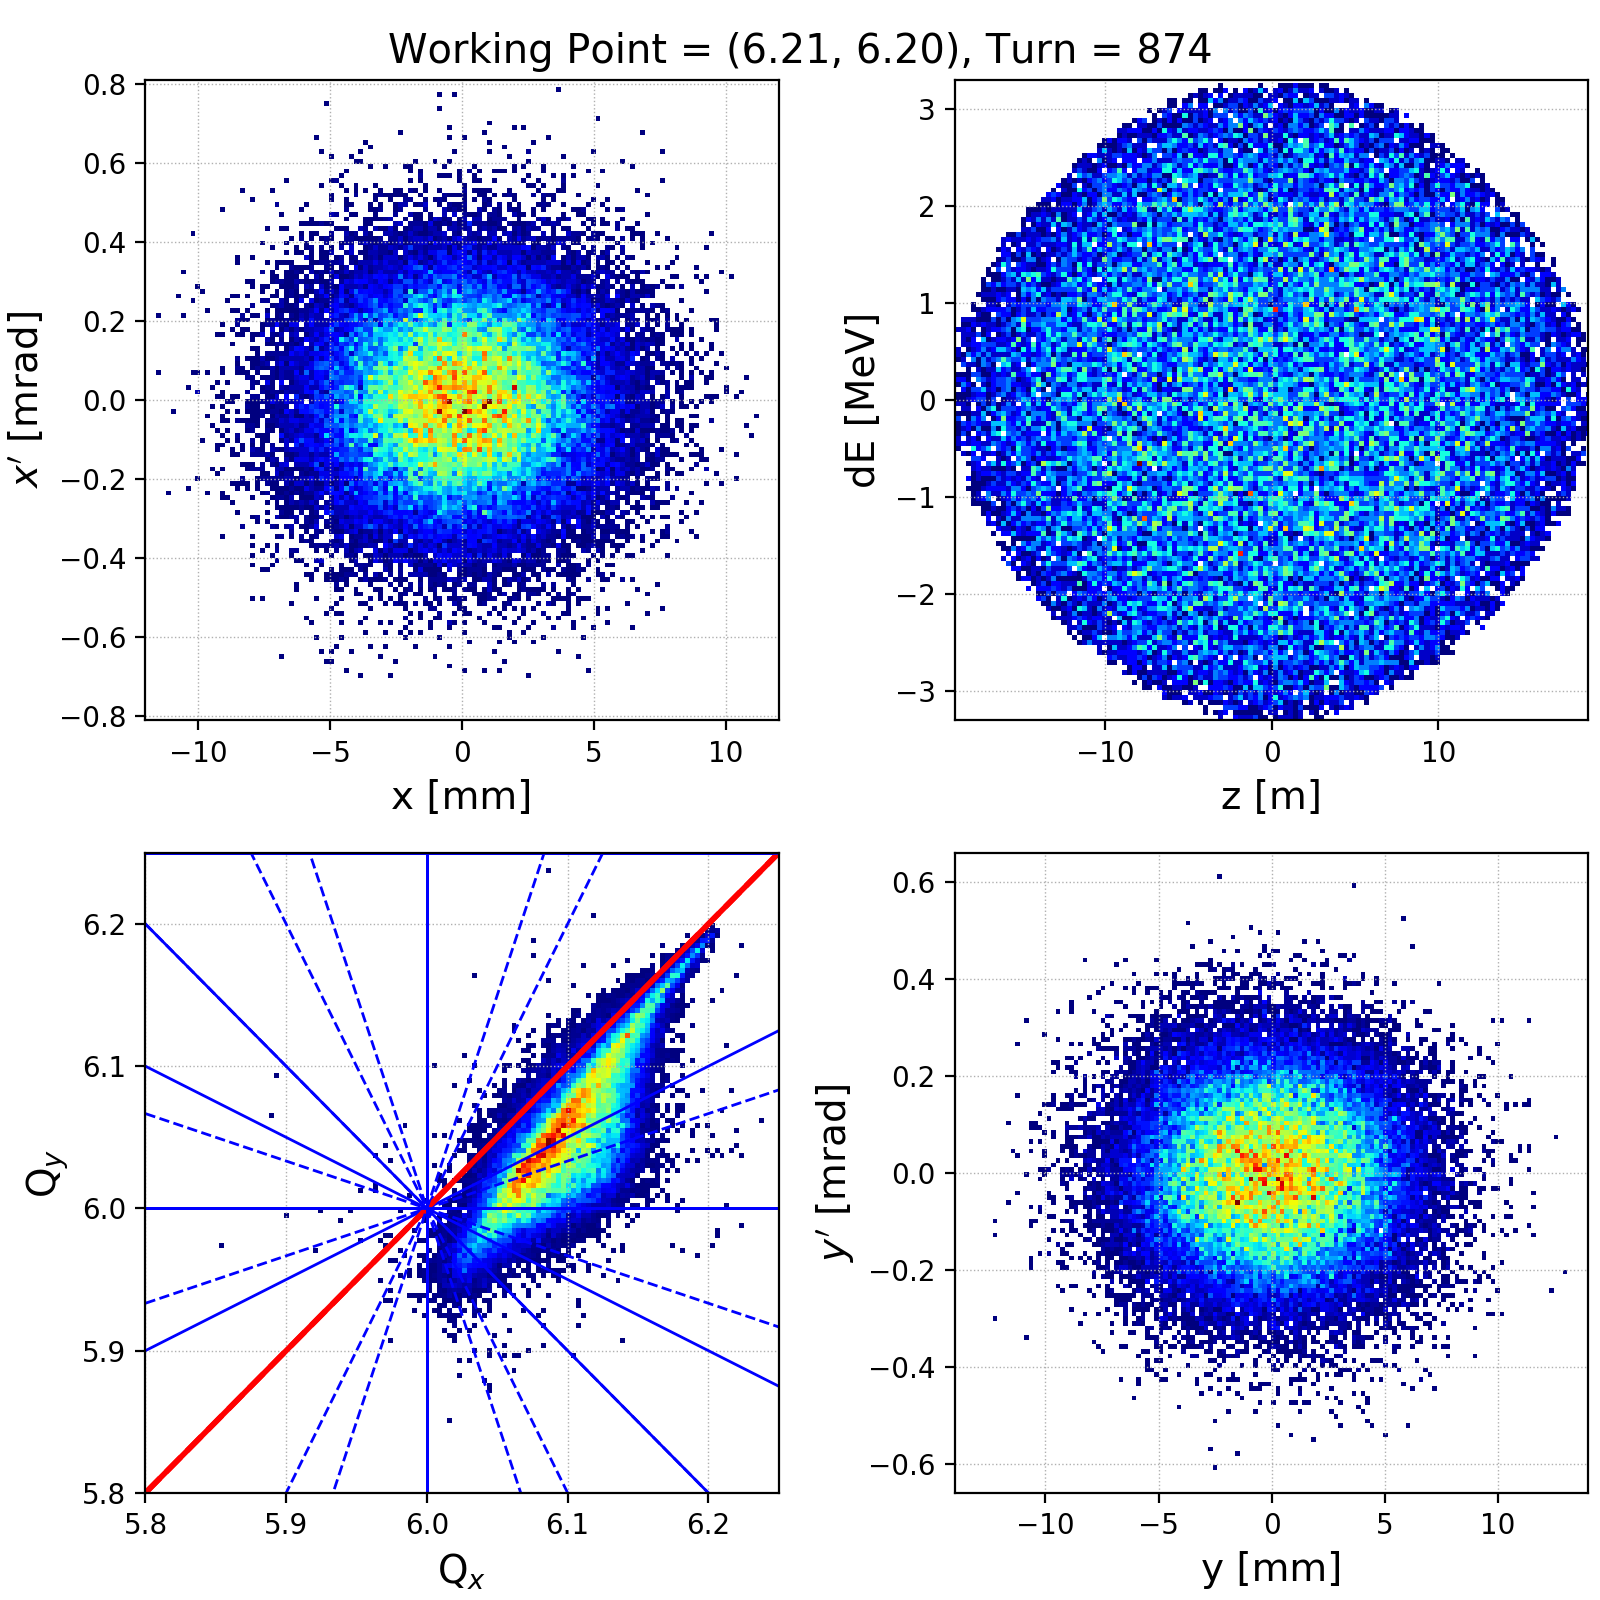 Working Point = (6.21, 6.20), Turn = 874
0.8
0.6
0.4
0.2
0.0
−0.2
−0.4
−0.6
−0.8
x′ [mrad]
−10 −5 0 5 10
x [mm]
3
2
1
0
−1
−2
−3
dE [MeV]
−10 0 10
z [m]
6.2
6.1
6.0
5.9
5.8
Qy
5.8 5.9 6.0 6.1 6.2
Qx
0.6
0.4
0.2
0.0
−0.2
−0.4
−0.6
y′ [mrad]
−10 −5 0 5 10
y [mm]